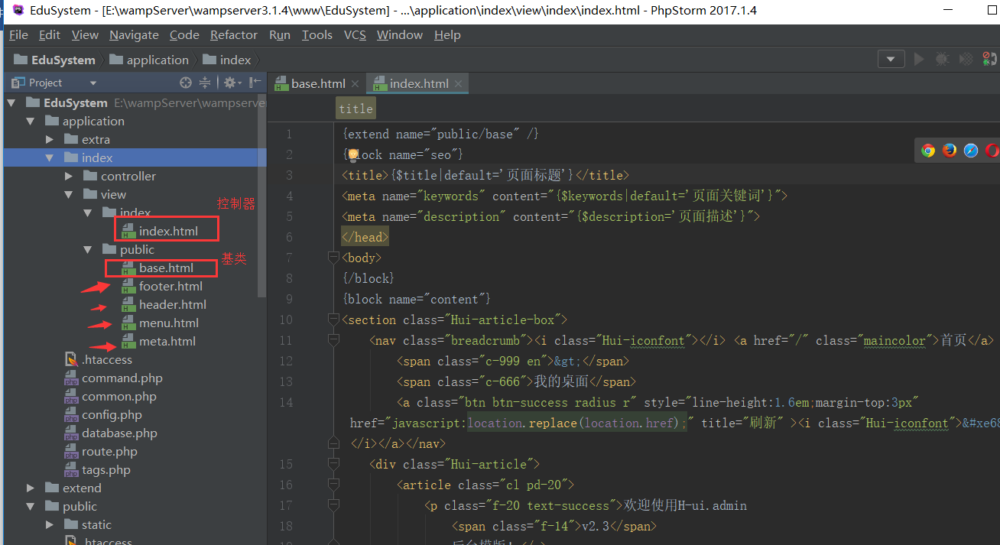 EduSystem - [E:\wampServer\wampserver3.1.4\www\EduSystem] - ...\application\index\view\index\index.html - PhpStorm 2017.1.4
File Edit View Navigate Code Refactor Run Tools VCS Window Help
EduSystem application index
Project
base.html index.html
EduSystem E:\wampServer\wampserve
application
extra
index
controller
view
index
控制器
index.html
public
基类
base.html
footer.html
header.html
menu.html
meta.html
.htaccess
command.php
common.php
config.php
database.php
route.php
tags.php
extend
public
static
.htaccess
title
1 {extend name="public/base" /}
2 {block name="seo"}
3 <title>{$title|default='页面标题'}</title>
4 <meta name="keywords" content="{$keywords|default='页面关键词'}">
5 <meta name="description" content="{$description='页面描述'}">
6 </head>
7 <body>
8 {/block}
9 {block name="content"}
10 <section class="Hui-article-box">
11 <nav class="breadcrumb"><i class="Hui-iconfont"></i> <a href="/" class="maincolor">首页</a>
12 <span class="c-999 en">&gt;</span>
13 <span class="c-666">我的桌面</span>
14 <a class="btn btn-success radius r" style="line-height:1.6em;margin-top:3px"
href="javascript:location.replace(location.href);" title="刷新" ><i class="Hui-iconfont">&#xe68
</i></a></nav>
15 <div class="Hui-article">
16 <article class="cl pd-20">
17 <p class="f-20 text-success">欢迎使用H-ui.admin
18 <span class="f-14">v2.3</span>